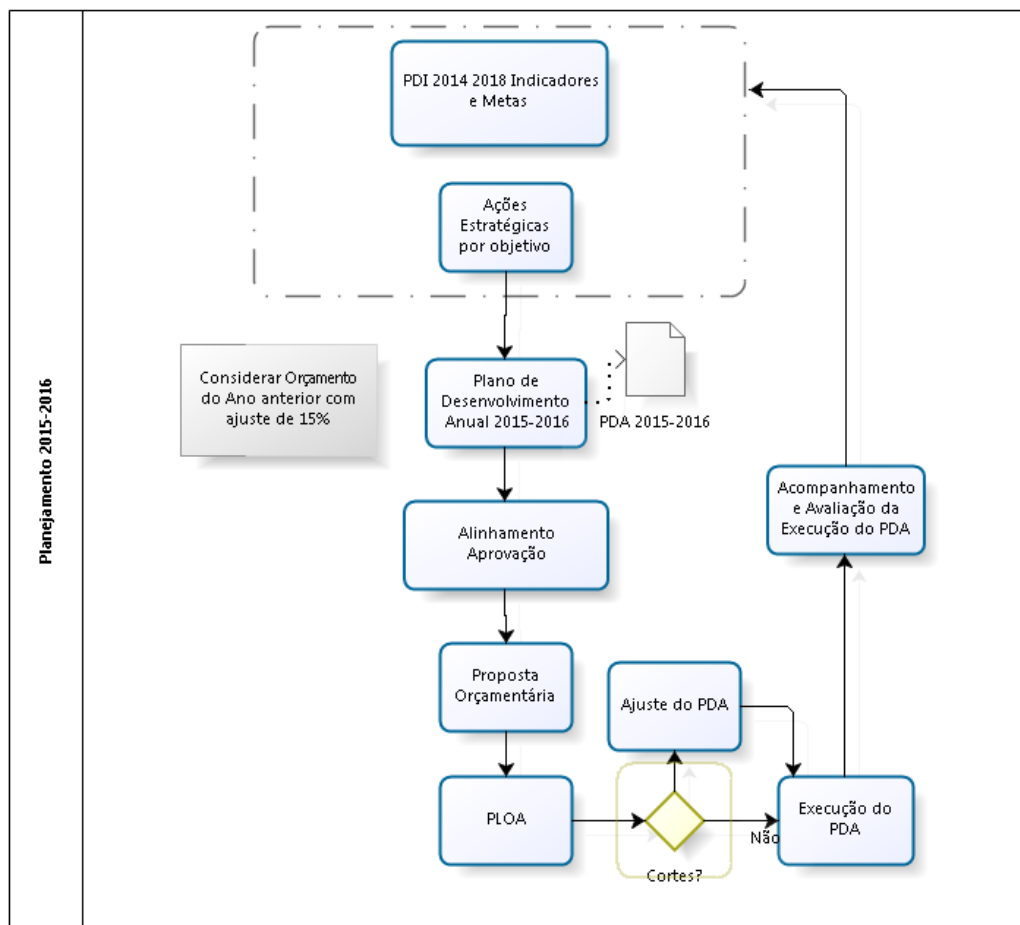 Planejamento 2015-2016
PDI 2014 2018 Indicadores
e Metas
Ações
Estratégicas
por objetivo
Considerar Orçamento
do Ano anterior com
ajuste de 15%
Plano de
Desenvolvimento
Anual 2015-2016
PDA 2015-2016
Alinhamento
Aprovação
Acompanhamento
e Avaliação da
Execução do PDA
Proposta
Orçamentária
Ajuste do PDA
PLOA
Cortes?
Não
Execução do
PDA